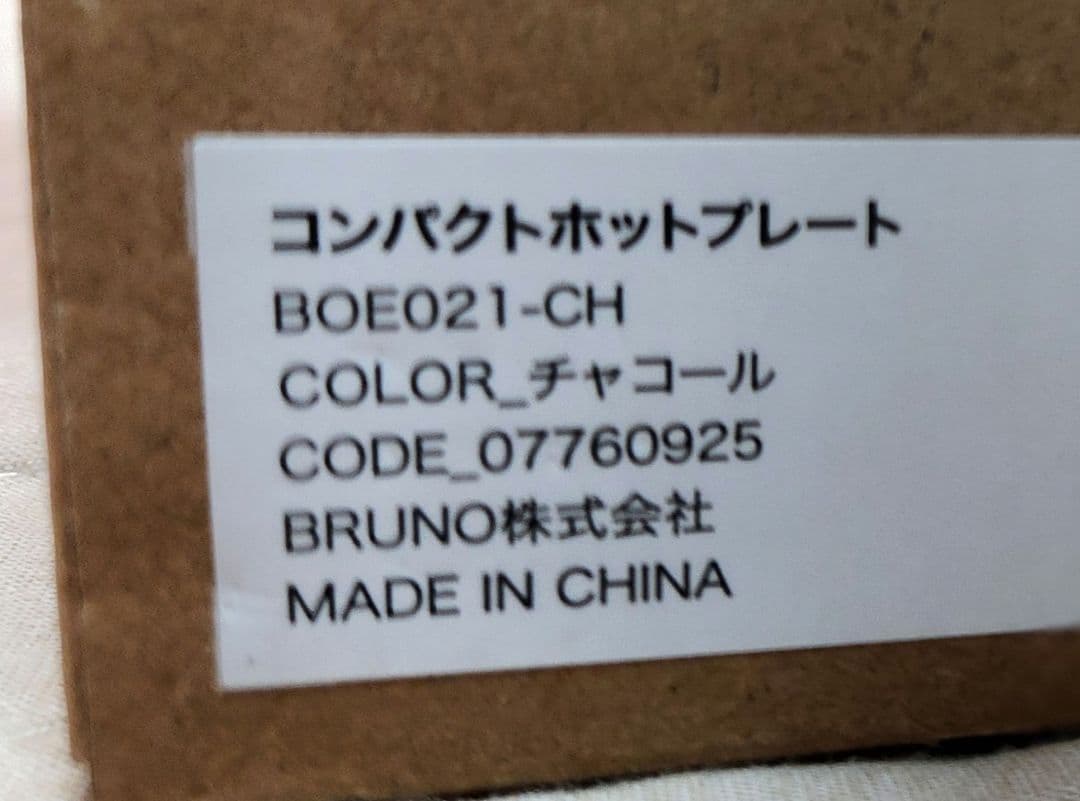 コンパクトホットプレート
BOE021-CH
COLOR_チャコール
CODE_07760925
BRUNO株式会社
MADE IN CHINA